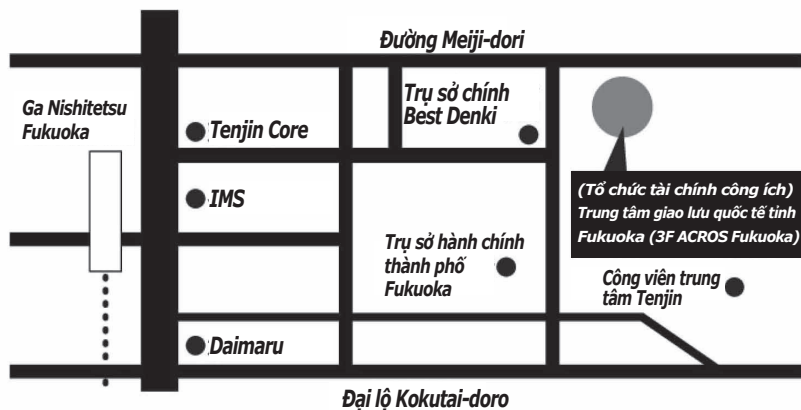 Đường Meiji-dori
Ga Nishitetsu
Fukuoka
Tenjin Core
Trụ sở chính
Best Denki
IMS
(Tổ chức tài chính công ích)
Trung tâm giao lưu quốc tế tỉnh
Fukuoka (3F ACROS Fukuoka)
Trụ sở hành chính
thành phố
Fukuoka
Công viên trung
tâm Tenjin
Daimaru
Đại lộ Kokutai-doro